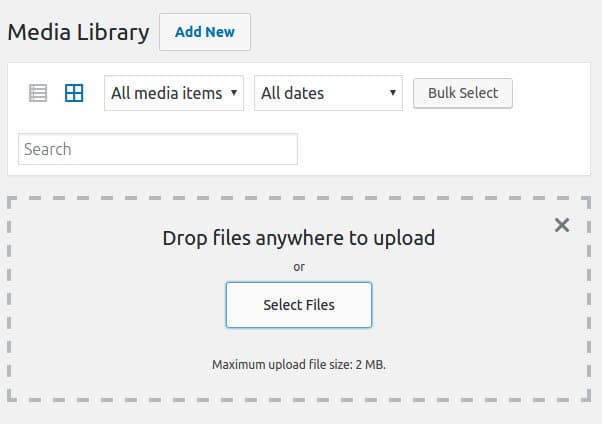 Media Library Add New
All media items All dates Bulk Select
Search
Drop files anywhere to upload
or
Select Files
Maximum upload file size: 2 MB.